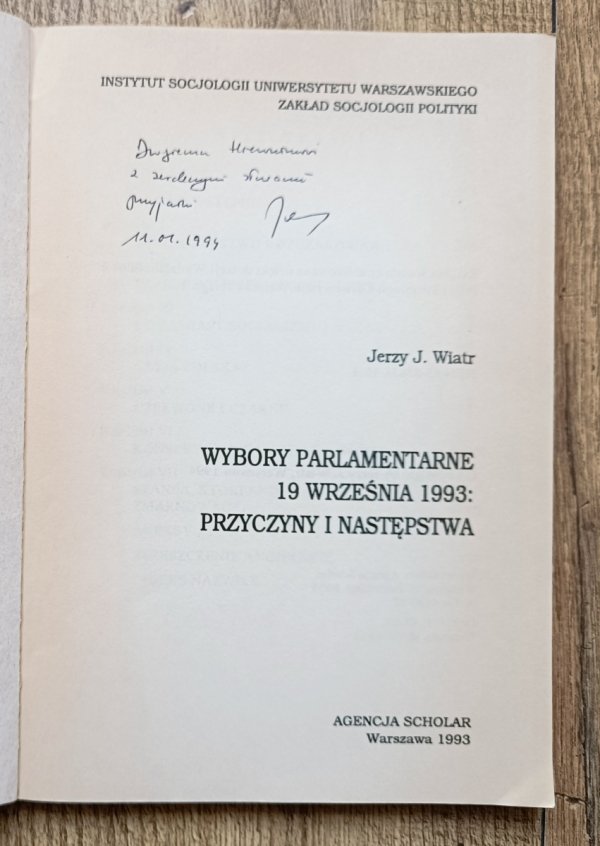 INSTYTUT SOCJOLOGII UNIWERSYTETU WARSZAWSKIEGO
ZAKŁAD SOCJOLOGII POLITYKI
z serdecznymi
11.01.1994
Jerzy J. Wiatr
WYBORY PARLAMENTARNE
19 WRZEŚNIA 1993:
PRZYCZYNY I NASTĘPSTWA
AGENCJA SCHOLAR
Warszawa 1993